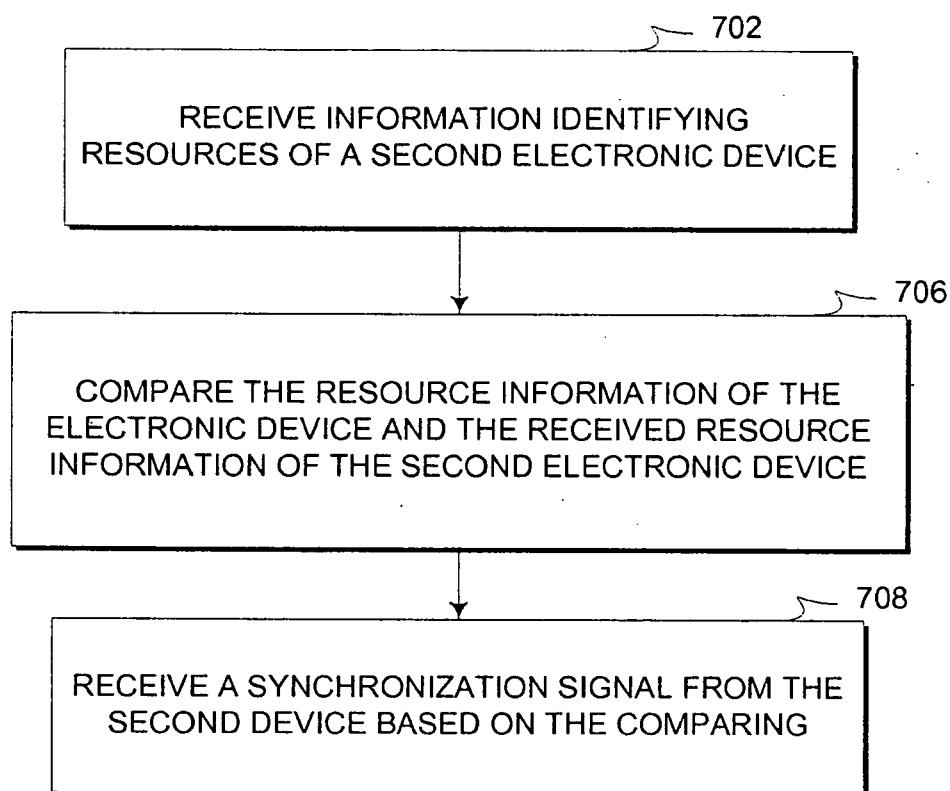 702
RECEIVE INFORMATION IDENTIFYING
RESOURCES OF A SECOND ELECTRONIC DEVICE
706
COMPARE THE RESOURCE INFORMATION OF THE
ELECTRONIC DEVICE AND THE RECEIVED RESOURCE
INFORMATION OF THE SECOND ELECTRONIC DEVICE
708
RECEIVE A SYNCHRONIZATION SIGNAL FROM THE
SECOND DEVICE BASED ON THE COMPARING